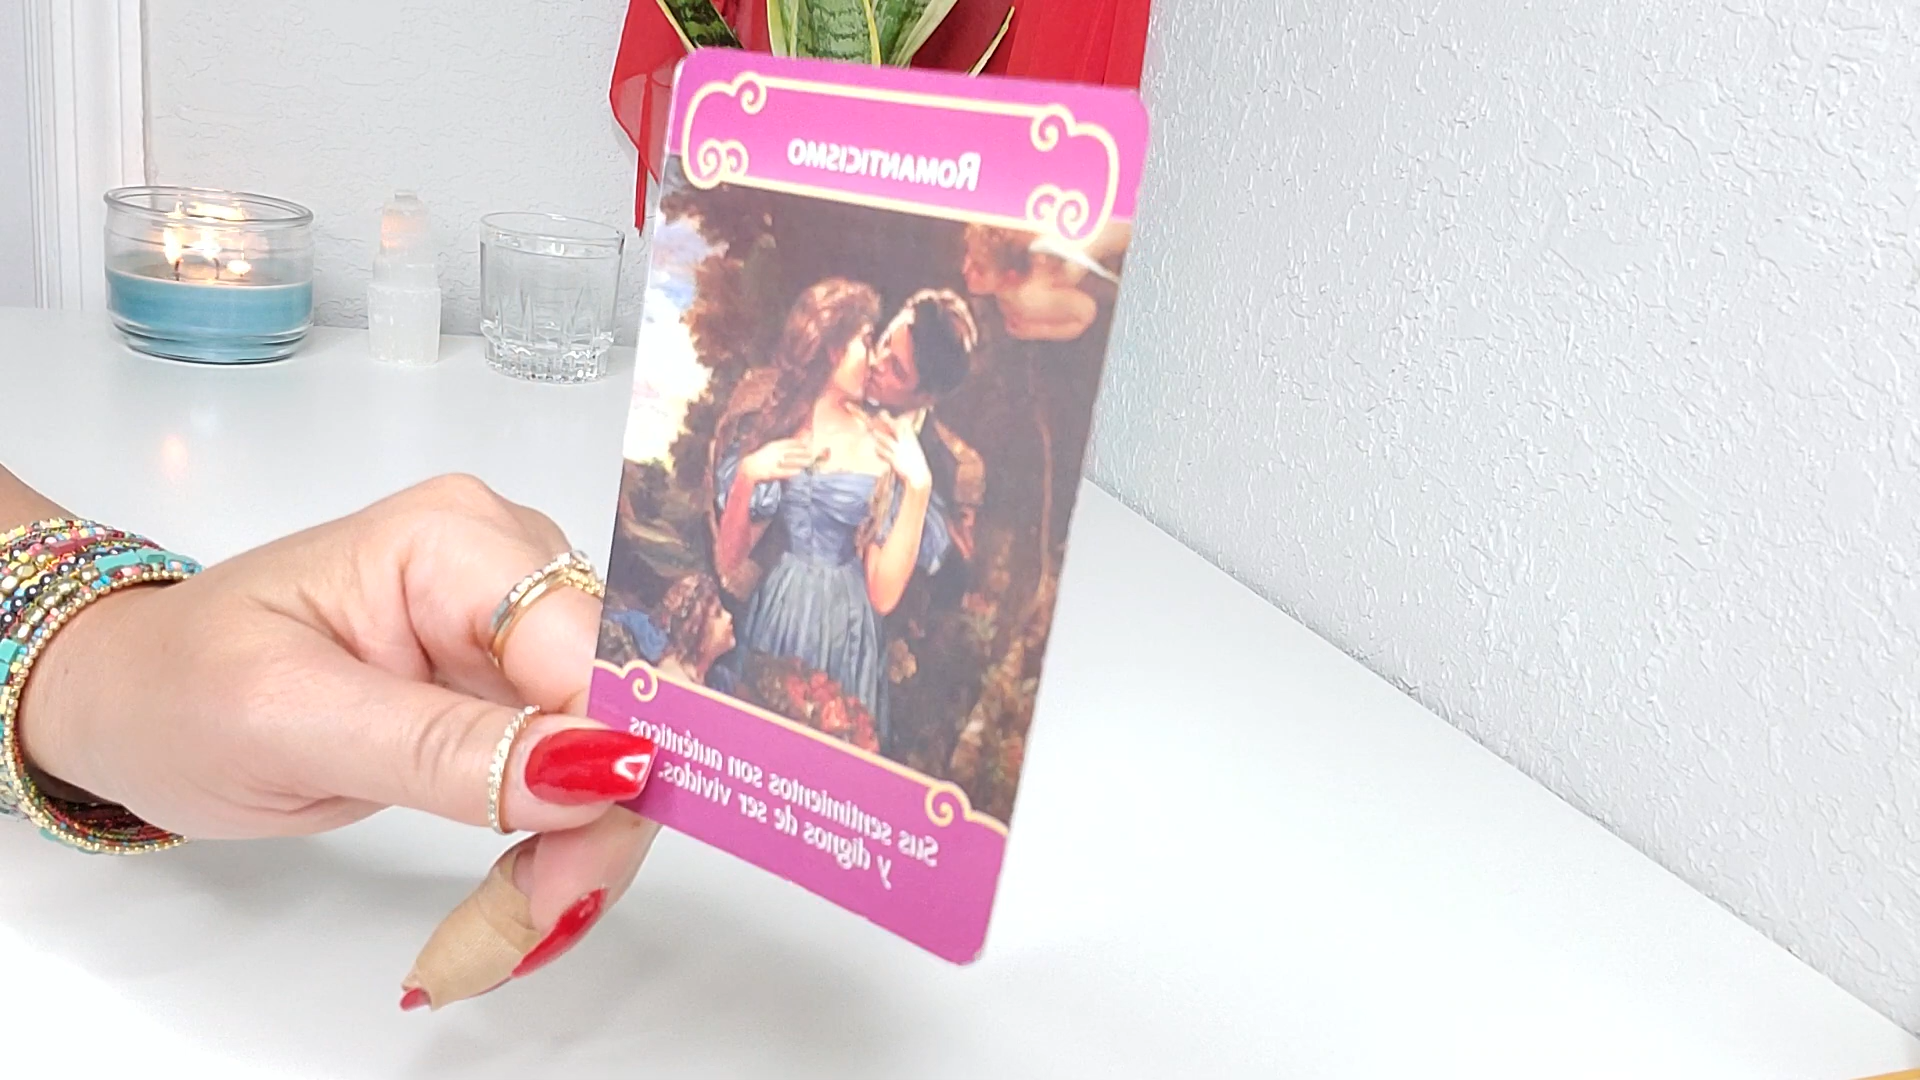 ROMANTICISMO
Sus sentimientos son auténticos
y dignos de ser vividos.